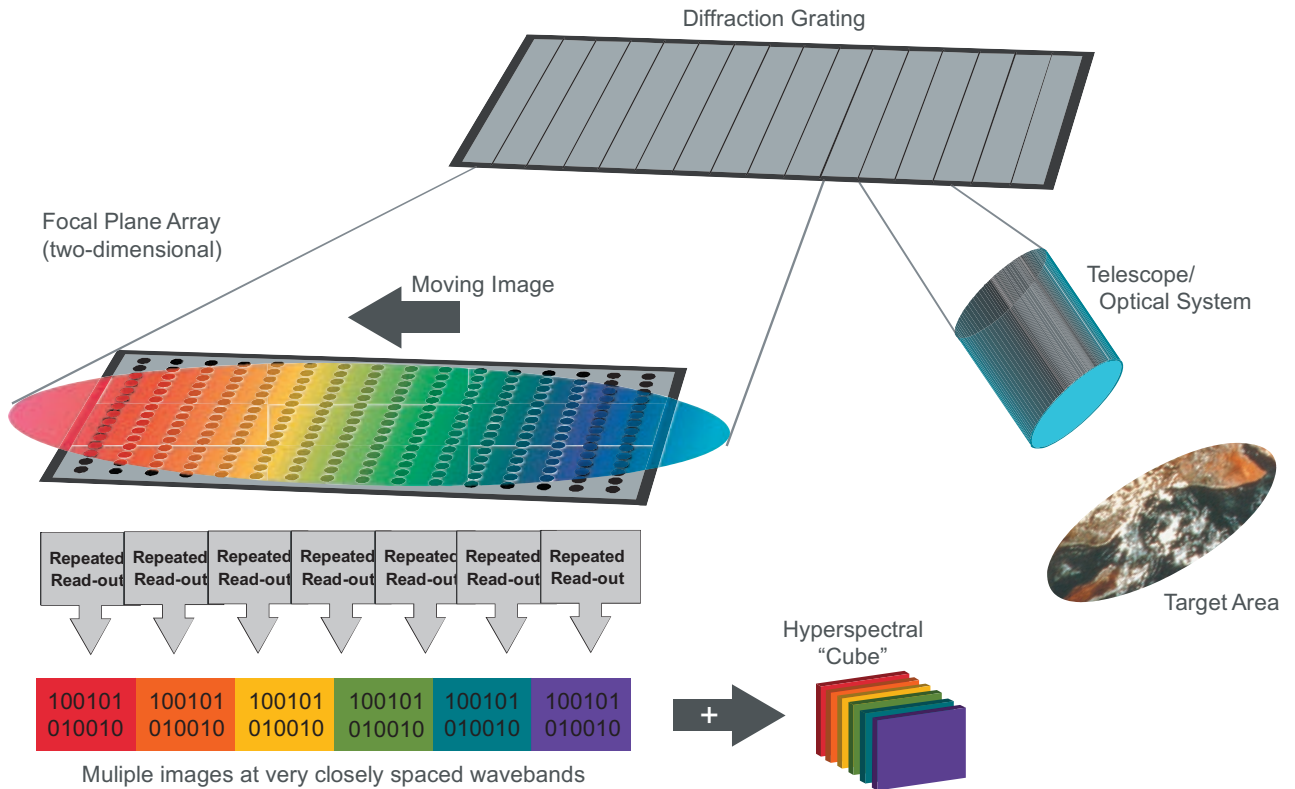 Diffraction Grating
Focal Plane Array
(two-dimensional)
Moving Image
Telescope/
Optical System
Target Area
Repeated
Read-out
Repeated
Read-out
Repeated
Read-out
Repeated
Read-out
Repeated
Read-out
Repeated
Read-out
Repeated
Read-out
100101
010010
100101
010010
100101
010010
100101
010010
100101
010010
100101
010010
Muliple images at very closely spaced wavebands
+
Hyperspectral
“Cube”